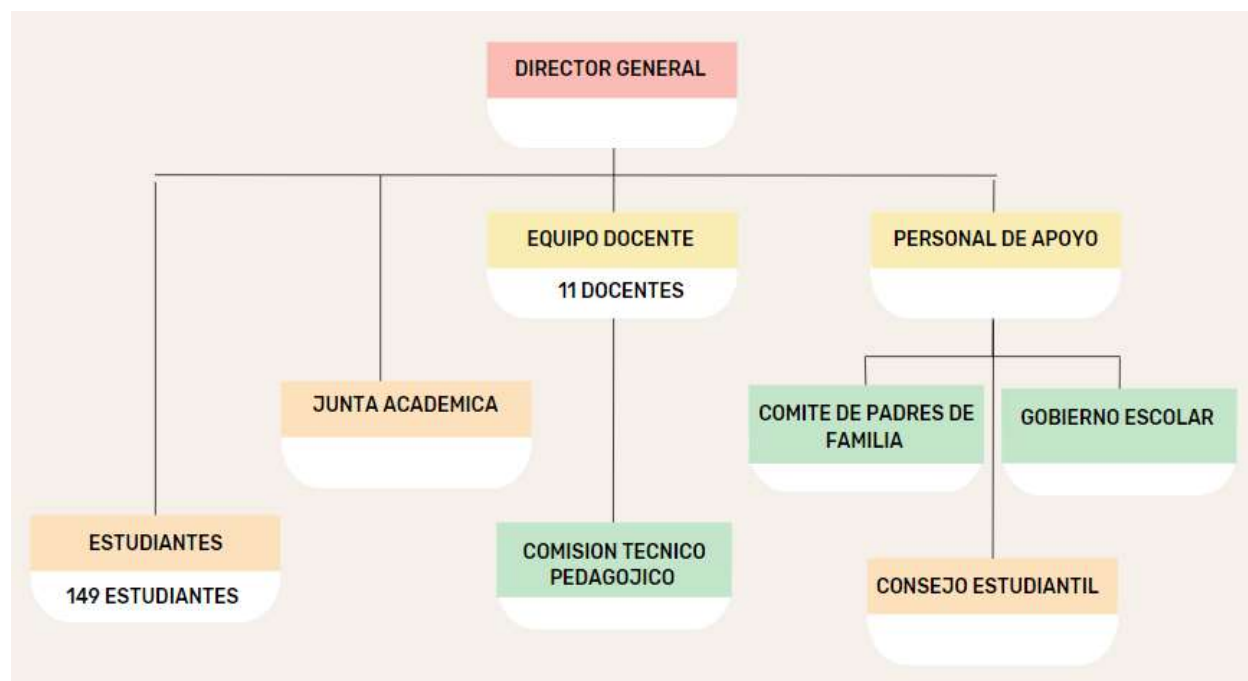 DIRECTOR GENERAL
EQUIPO DOCENTE
11 DOCENTES
PERSONAL DE APOYO
JUNTA ACADEMICA
COMITE DE PADRES DE
FAMILIA
GOBIERNO ESCOLAR
ESTUDIANTES
149 ESTUDIANTES
COMISION TECNICO
PEDAGOJICO
CONSEJO ESTUDIANTIL